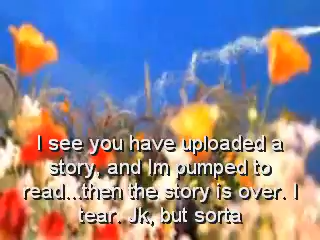 I see you have uploaded a
story, and Im pumped to
read...then the story is over. I
tear. Jk, but sorta